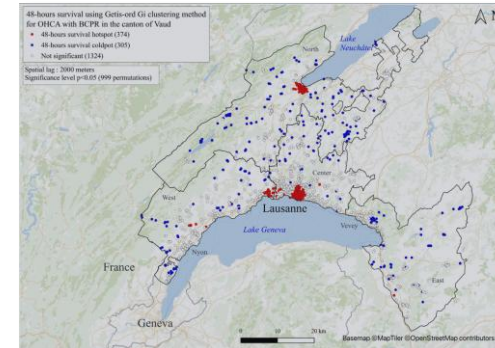 48-hours survival using Getis-ord Gi clustering method
for OHCA with BCPR in the canton of Vaud
48-hours survival hotspot (374)
48-hours survival coldpot (305)
Not significant (1324)
Spatial lag : 2000 meters
Significance level p<0.05 (999 permutations)
N
Lake
Neuchâtel
North
Center
West
Lausanne
Vevey
Lake Geneva
Nyon
East
France
Geneva
0
10
20 km
Basemap ©MapTiler ©OpenStreetMap contributors